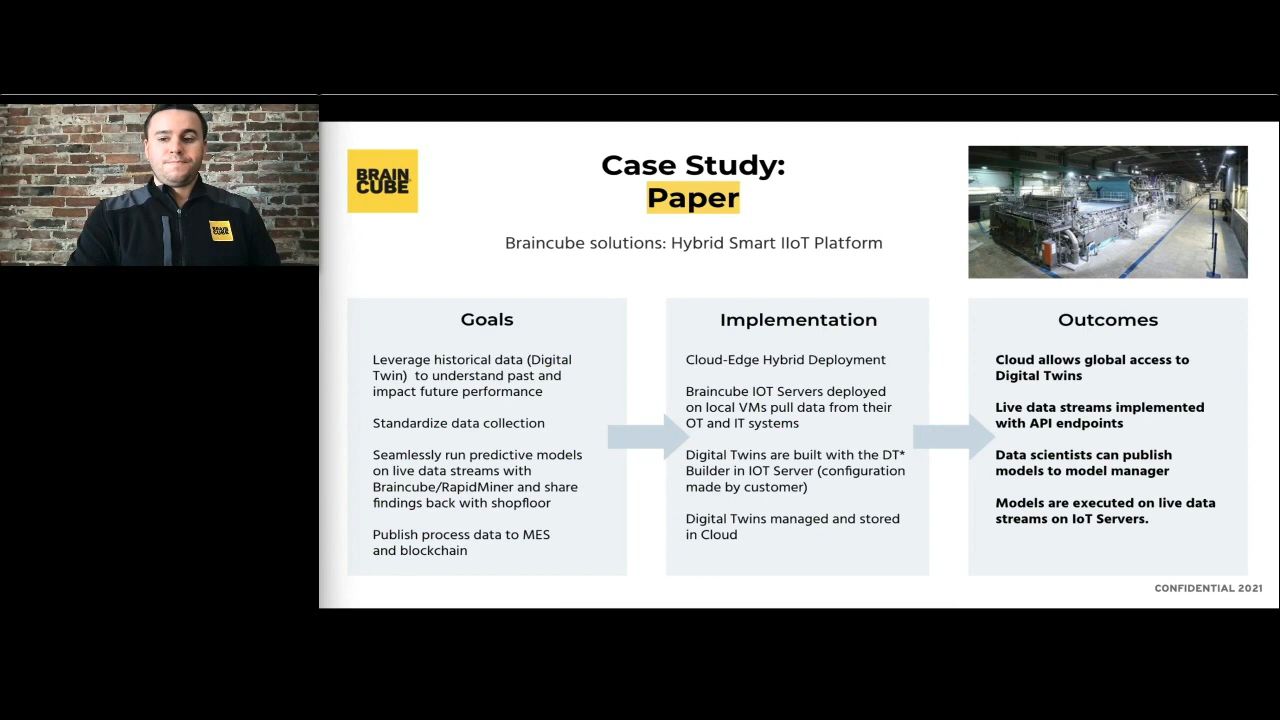 BRAIN
CUBE
BRAIN
CUBE
Case Study:
Paper
Braincube solutions: Hybrid Smart IIoT Platform
Goals
Leverage historical data (Digital
Twin) to understand past and
impact future performance
Standardize data collection
Seamlessly run predictive models
on live data streams with
Braincube/RapidMiner and share
findings back with shopfloor
Publish process data to MES
and blockchain
Implementation
Cloud-Edge Hybrid Deployment
Braincube IOT Servers deployed
on local VMs pull data from their
OT and IT systems
Digital Twins are built with the DT*
Builder in IOT Server (configuration
made by customer)
Digital Twins managed and stored
in Cloud
Outcomes
Cloud allows global access to
Digital Twins
Live data streams implemented
with API endpoints
Data scientists can publish
models to model manager
Models are executed on live data
streams on IoT Servers.
CONFIDENTIAL 2021